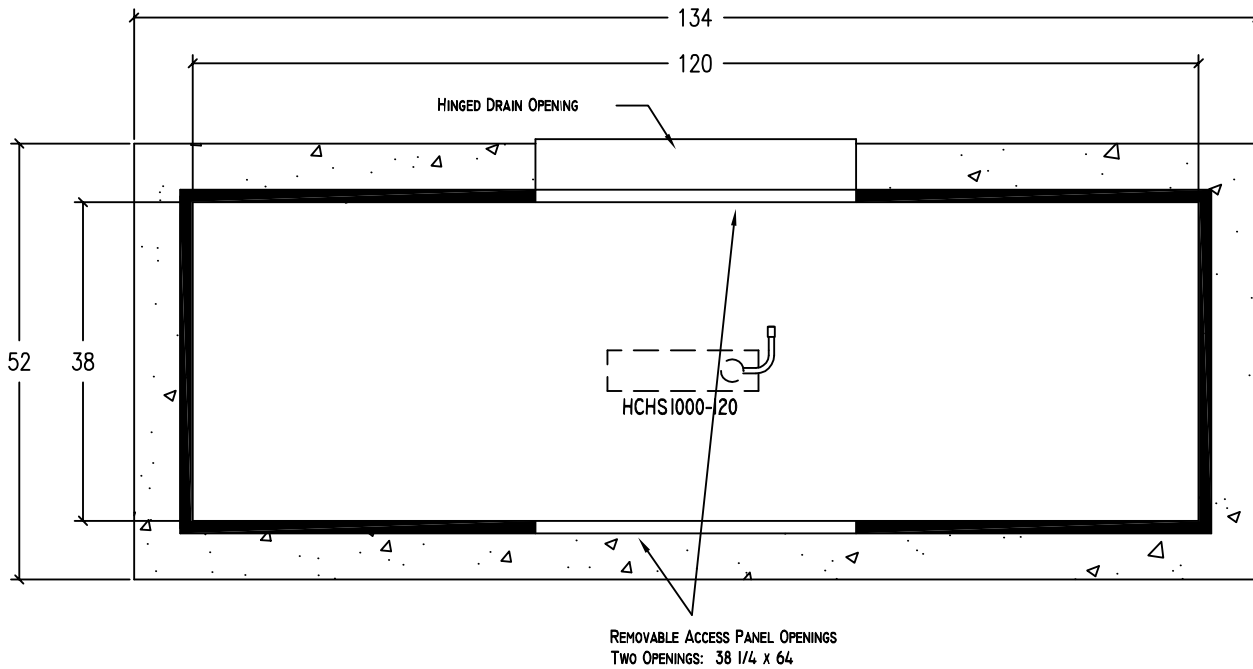 134
120
HINGED DRAIN OPENING
52
38
HCHS1000-120
REMOVABLE ACCESS PANEL OPENINGS
TWO OPENINGS: 38 1/4 X 64